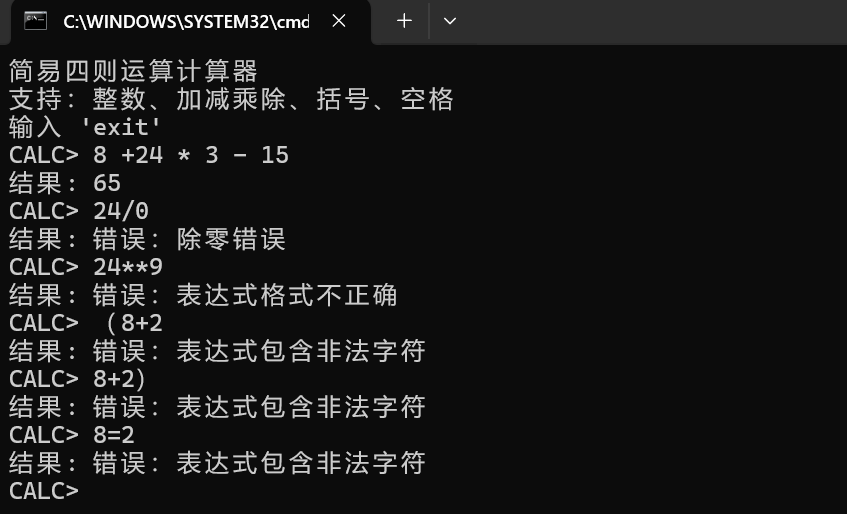 C:\WINDOWS\SYSTEM32\cmd
简易四则运算计算器
支持: 整数、加减乘除、括号、空格
输入 'exit'
CALC> 8 +24 * 3 - 15
结果: 65
CALC> 24/0
结果: 错误: 除零错误
CALC> 24**9
结果: 错误: 表达式格式不正确
CALC> （8+2
结果: 错误: 表达式包含非法字符
CALC> 8+2）
结果: 错误: 表达式包含非法字符
CALC> 8=2
结果: 错误: 表达式包含非法字符
CALC>